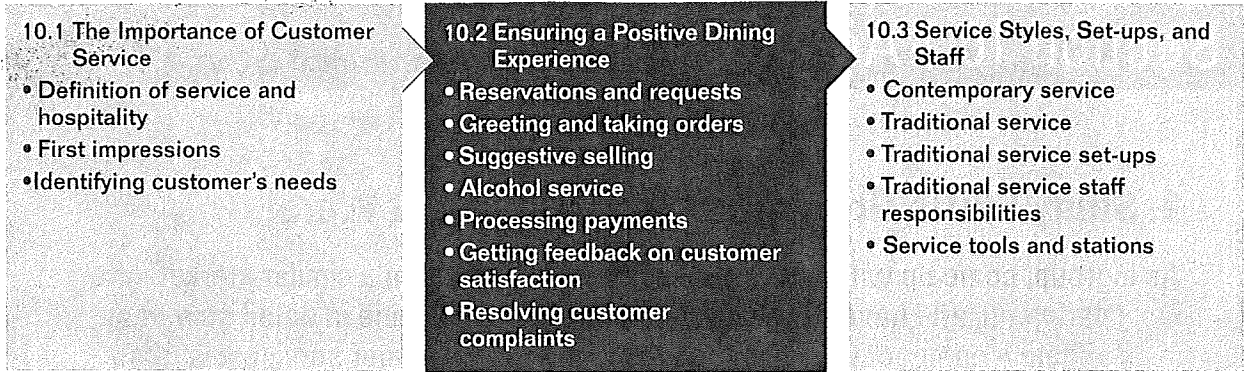 10.1 The Importance of Customer
Service
• Definition of service and
hospitality
• First impressions
•Identifying customer's needs
10.2 Ensuring a Positive Dining
Experience
• Reservations and requests
• Greeting and taking orders
• Suggestive selling
• Alcohol service
• Processing payments
• Getting feedback on customer
satisfaction
• Resolving customer
complaints
10.3 Service Styles, Set-ups, and
Staff
• Contemporary service
• Traditional service
• Traditional service set-ups
• Traditional service staff
responsibilities
• Service tools and stations